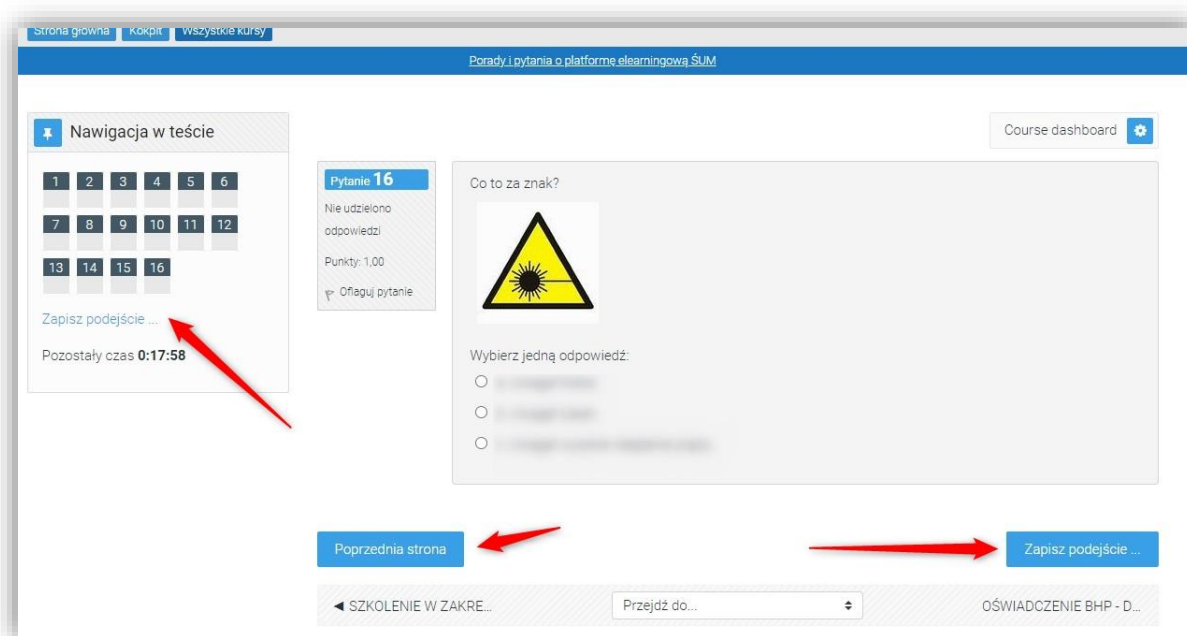 Strona główna Kokpit Wszystkie kursy
Porady i pytania o platformę elearningową ŚUM
Nawigacja w teście
1 2 3 4 5 6
7 8 9 10 11 12
13 14 15 16
Zapisz podejście ...
Pozostały czas 0:17:58
Course dashboard
Pytanie 16
Nie udzielono
odpowiedzi
Punkty: 1,00
Oflaguj pytanie
Co to za znak?
Wybierz jedną odpowiedź:
Poprzednia strona
Zapisz podejście ...
◄ SZKOLENIE W ZAKRE...
Przejdź do...
OŚWIADCZENIE BHP - D...